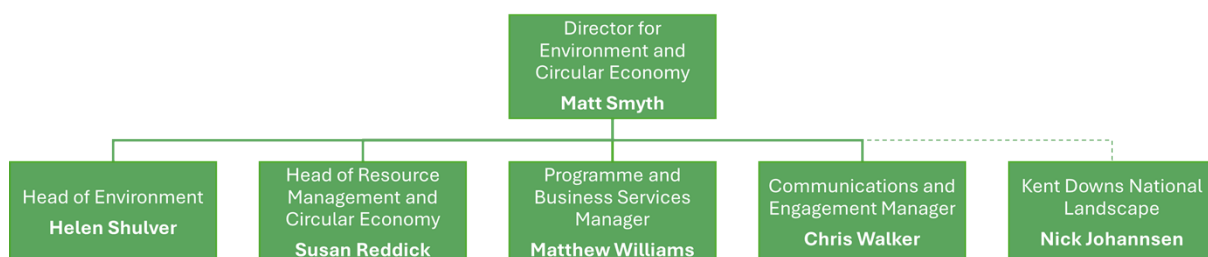 Director for
Environment and
Circular Economy
Matt Smyth
Head of Environment
Helen Shulver
Head of Resource
Management and
Circular Economy
Susan Reddick
Programme and
Business Services
Manager
Matthew Williams
Communications and
Engagement Manager
Chris Walker
Kent Downs National
Landscape
Nick Johannsen